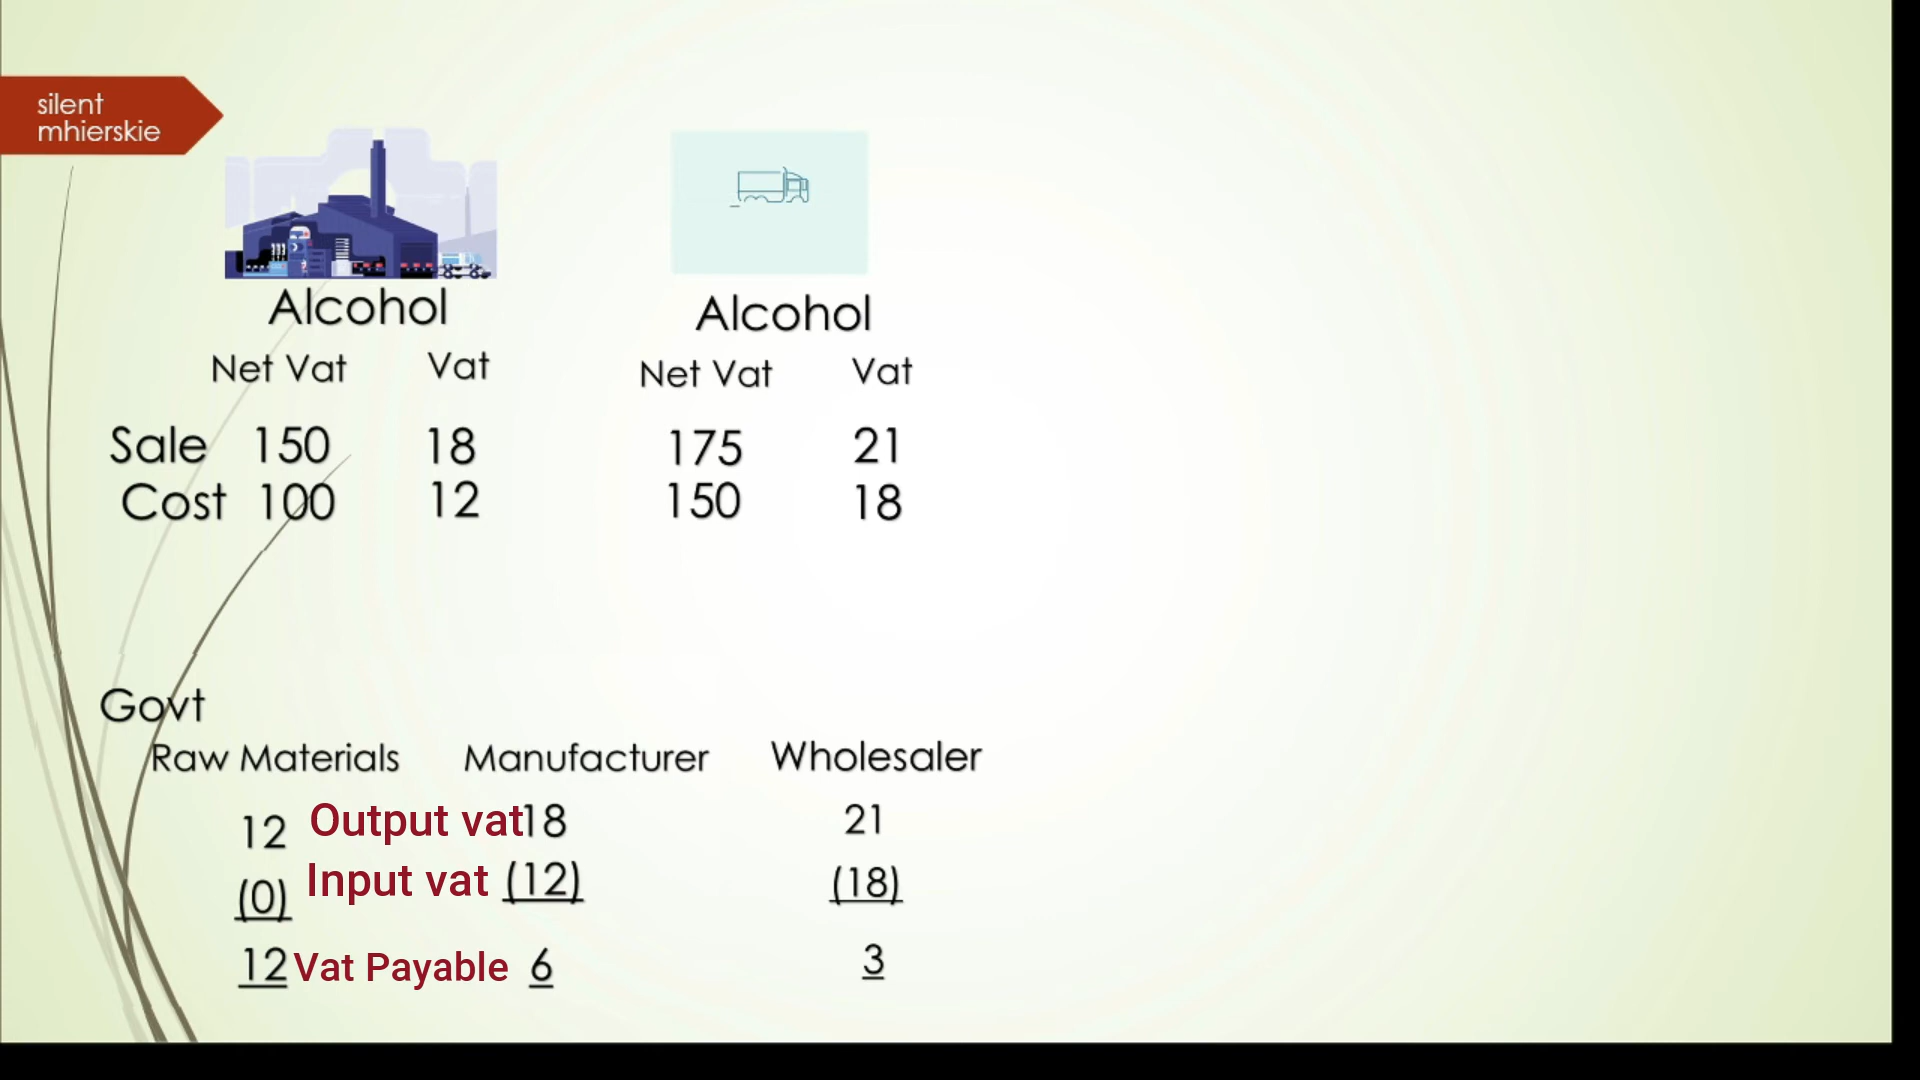 silent
mhierskie
Alcohol Alcohol
Net Vat Vat Net Vat Vat
Sale 150 18 175 21
Cost 100 12 150 18
Govt
Raw Materials Manufacturer Wholesaler
12 Output vat 18 21
(0) Input vat (12) (18)
12 Vat Payable 6 3